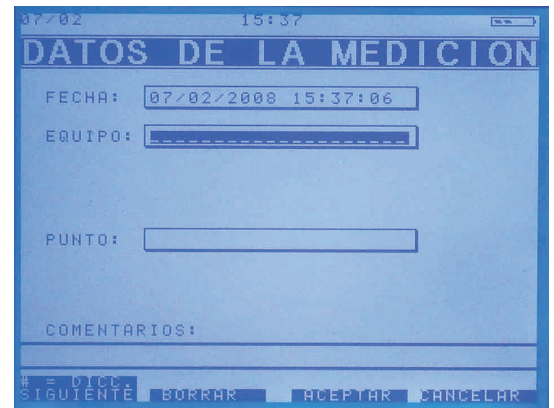 07/02 15:37
DATOS DE LA MEDICION
FECHA: 07/02/2008 15:37:06
EQUIPO:
PUNTO:
COMENTARIOS:
# = DICC.
SIGUIENTE BORRAR ACEPTAR CANCELAR